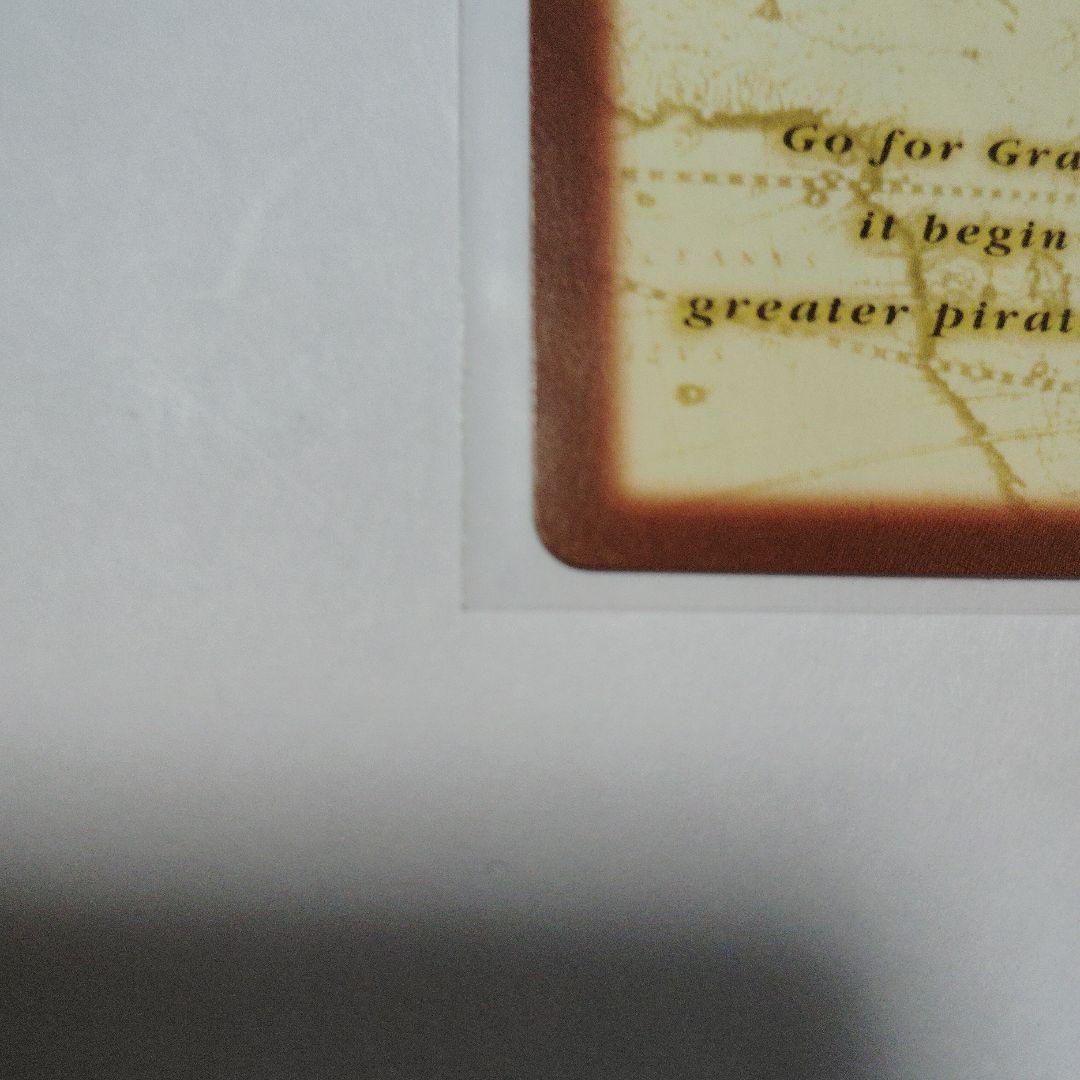 Go for Gra
it begin
greater pirat